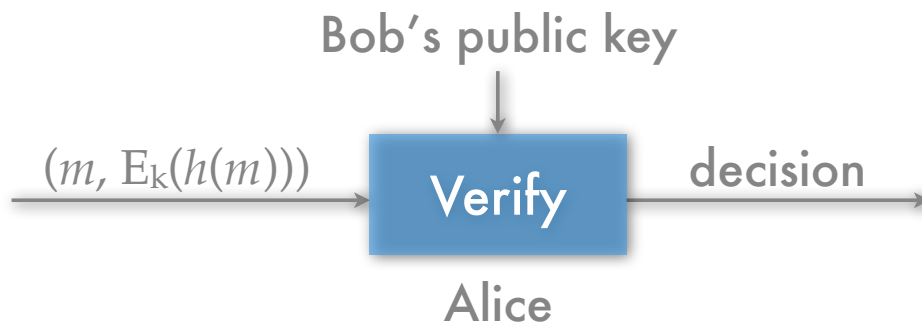 Bob’s public key
(m, Eₖ(h(m)))
Verify
decision
Alice